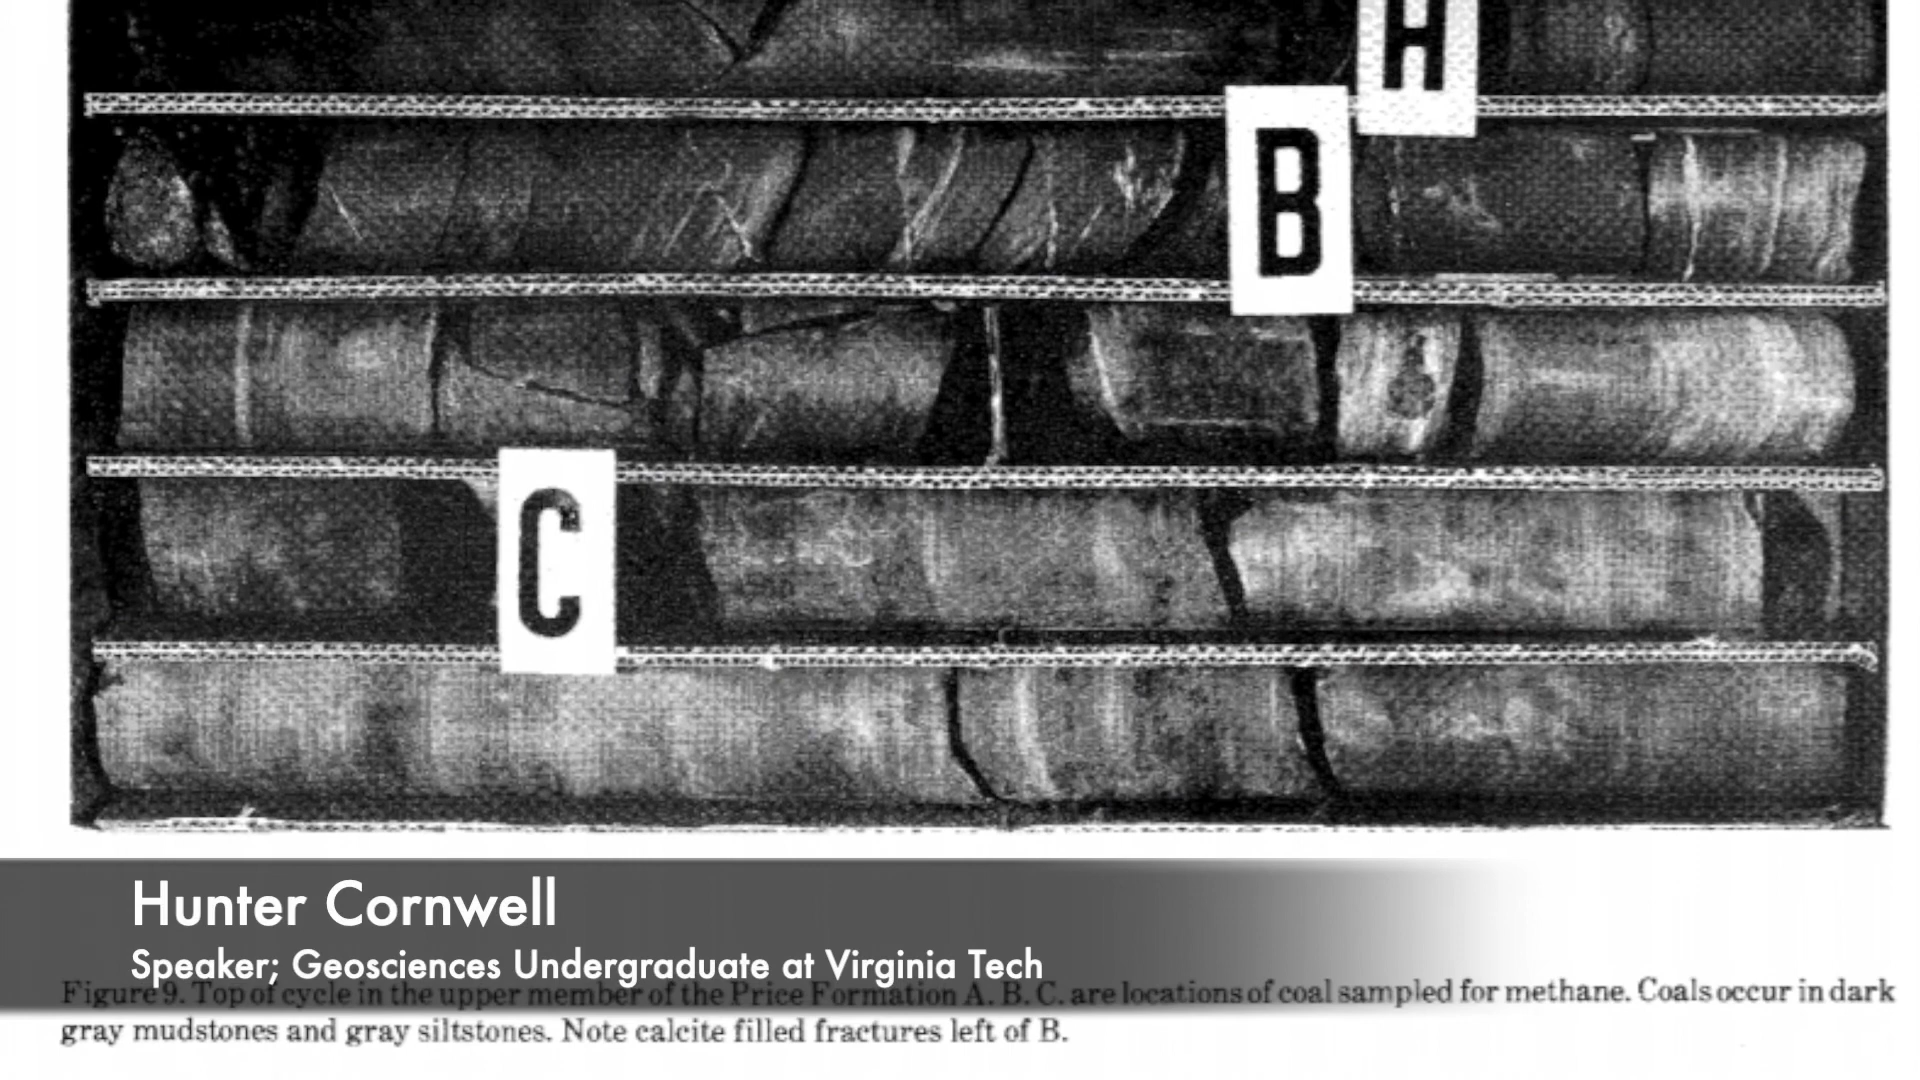 A
B
C
Hunter Cornwell
Speaker; Geosciences Undergraduate at Virginia Tech
Figure 9. Top of cycle in the upper member of the Price Formation A. B. C. are locations of coal sampled for methane. Coals occur in dark
gray mudstones and gray siltstones. Note calcite filled fractures left of B.